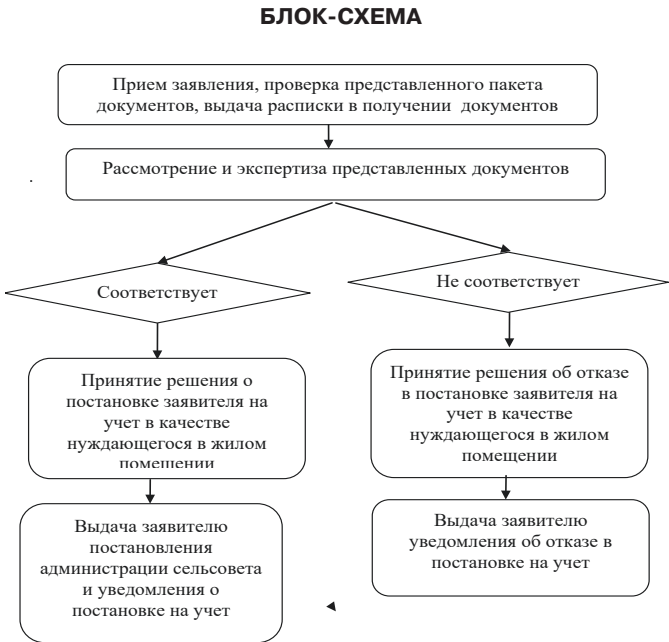 БЛОК-СХЕМА
Прием заявления, проверка представленного пакета
документов, выдача расписки в получении документов
Рассмотрение и экспертиза представленных документов
.
Соответствует
Не соответствует
Принятие решения о
постановке заявителя на
учет в качестве
нуждающегося в жилом
помещении
Принятие решения об отказе
в постановке заявителя на
учет в качестве
нуждающегося в жилом
помещении
Выдача заявителю
постановления
администрации сельсовета
и уведомления о
постановке на учет
Выдача заявителю
уведомления об отказе в
постановке на учет